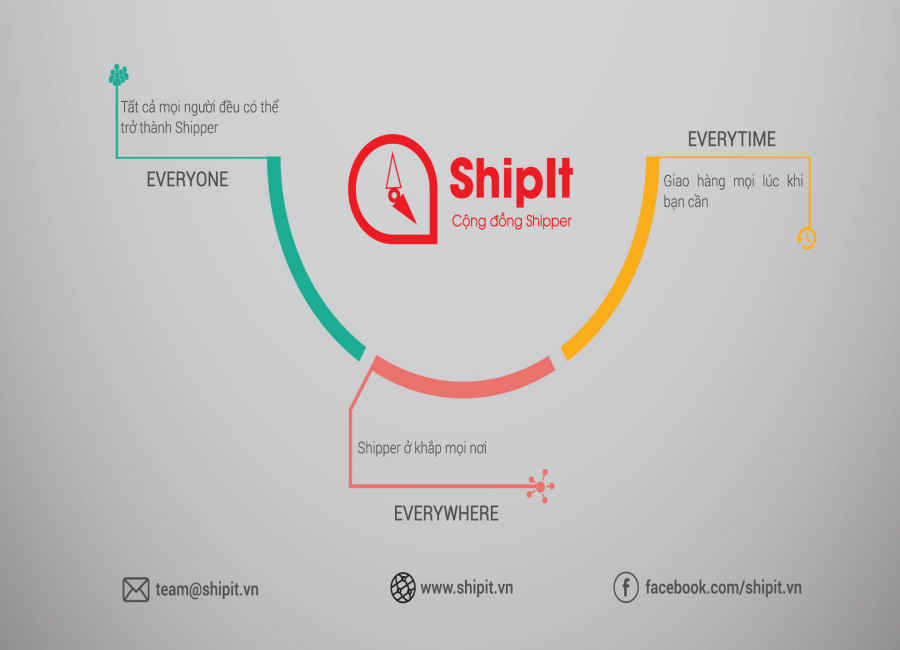 Tất cả mọi người đều có thể
trở thành Shipper
EVERYONE
ShipIt
Cộng đồng Shipper
EVERYTIME
Giao hàng mọi lúc khi
bạn cần
Shipper ở khắp mọi nơi
EVERYWHERE
team@shipit.vn
www.shipit.vn
facebook.com/shipit.vn